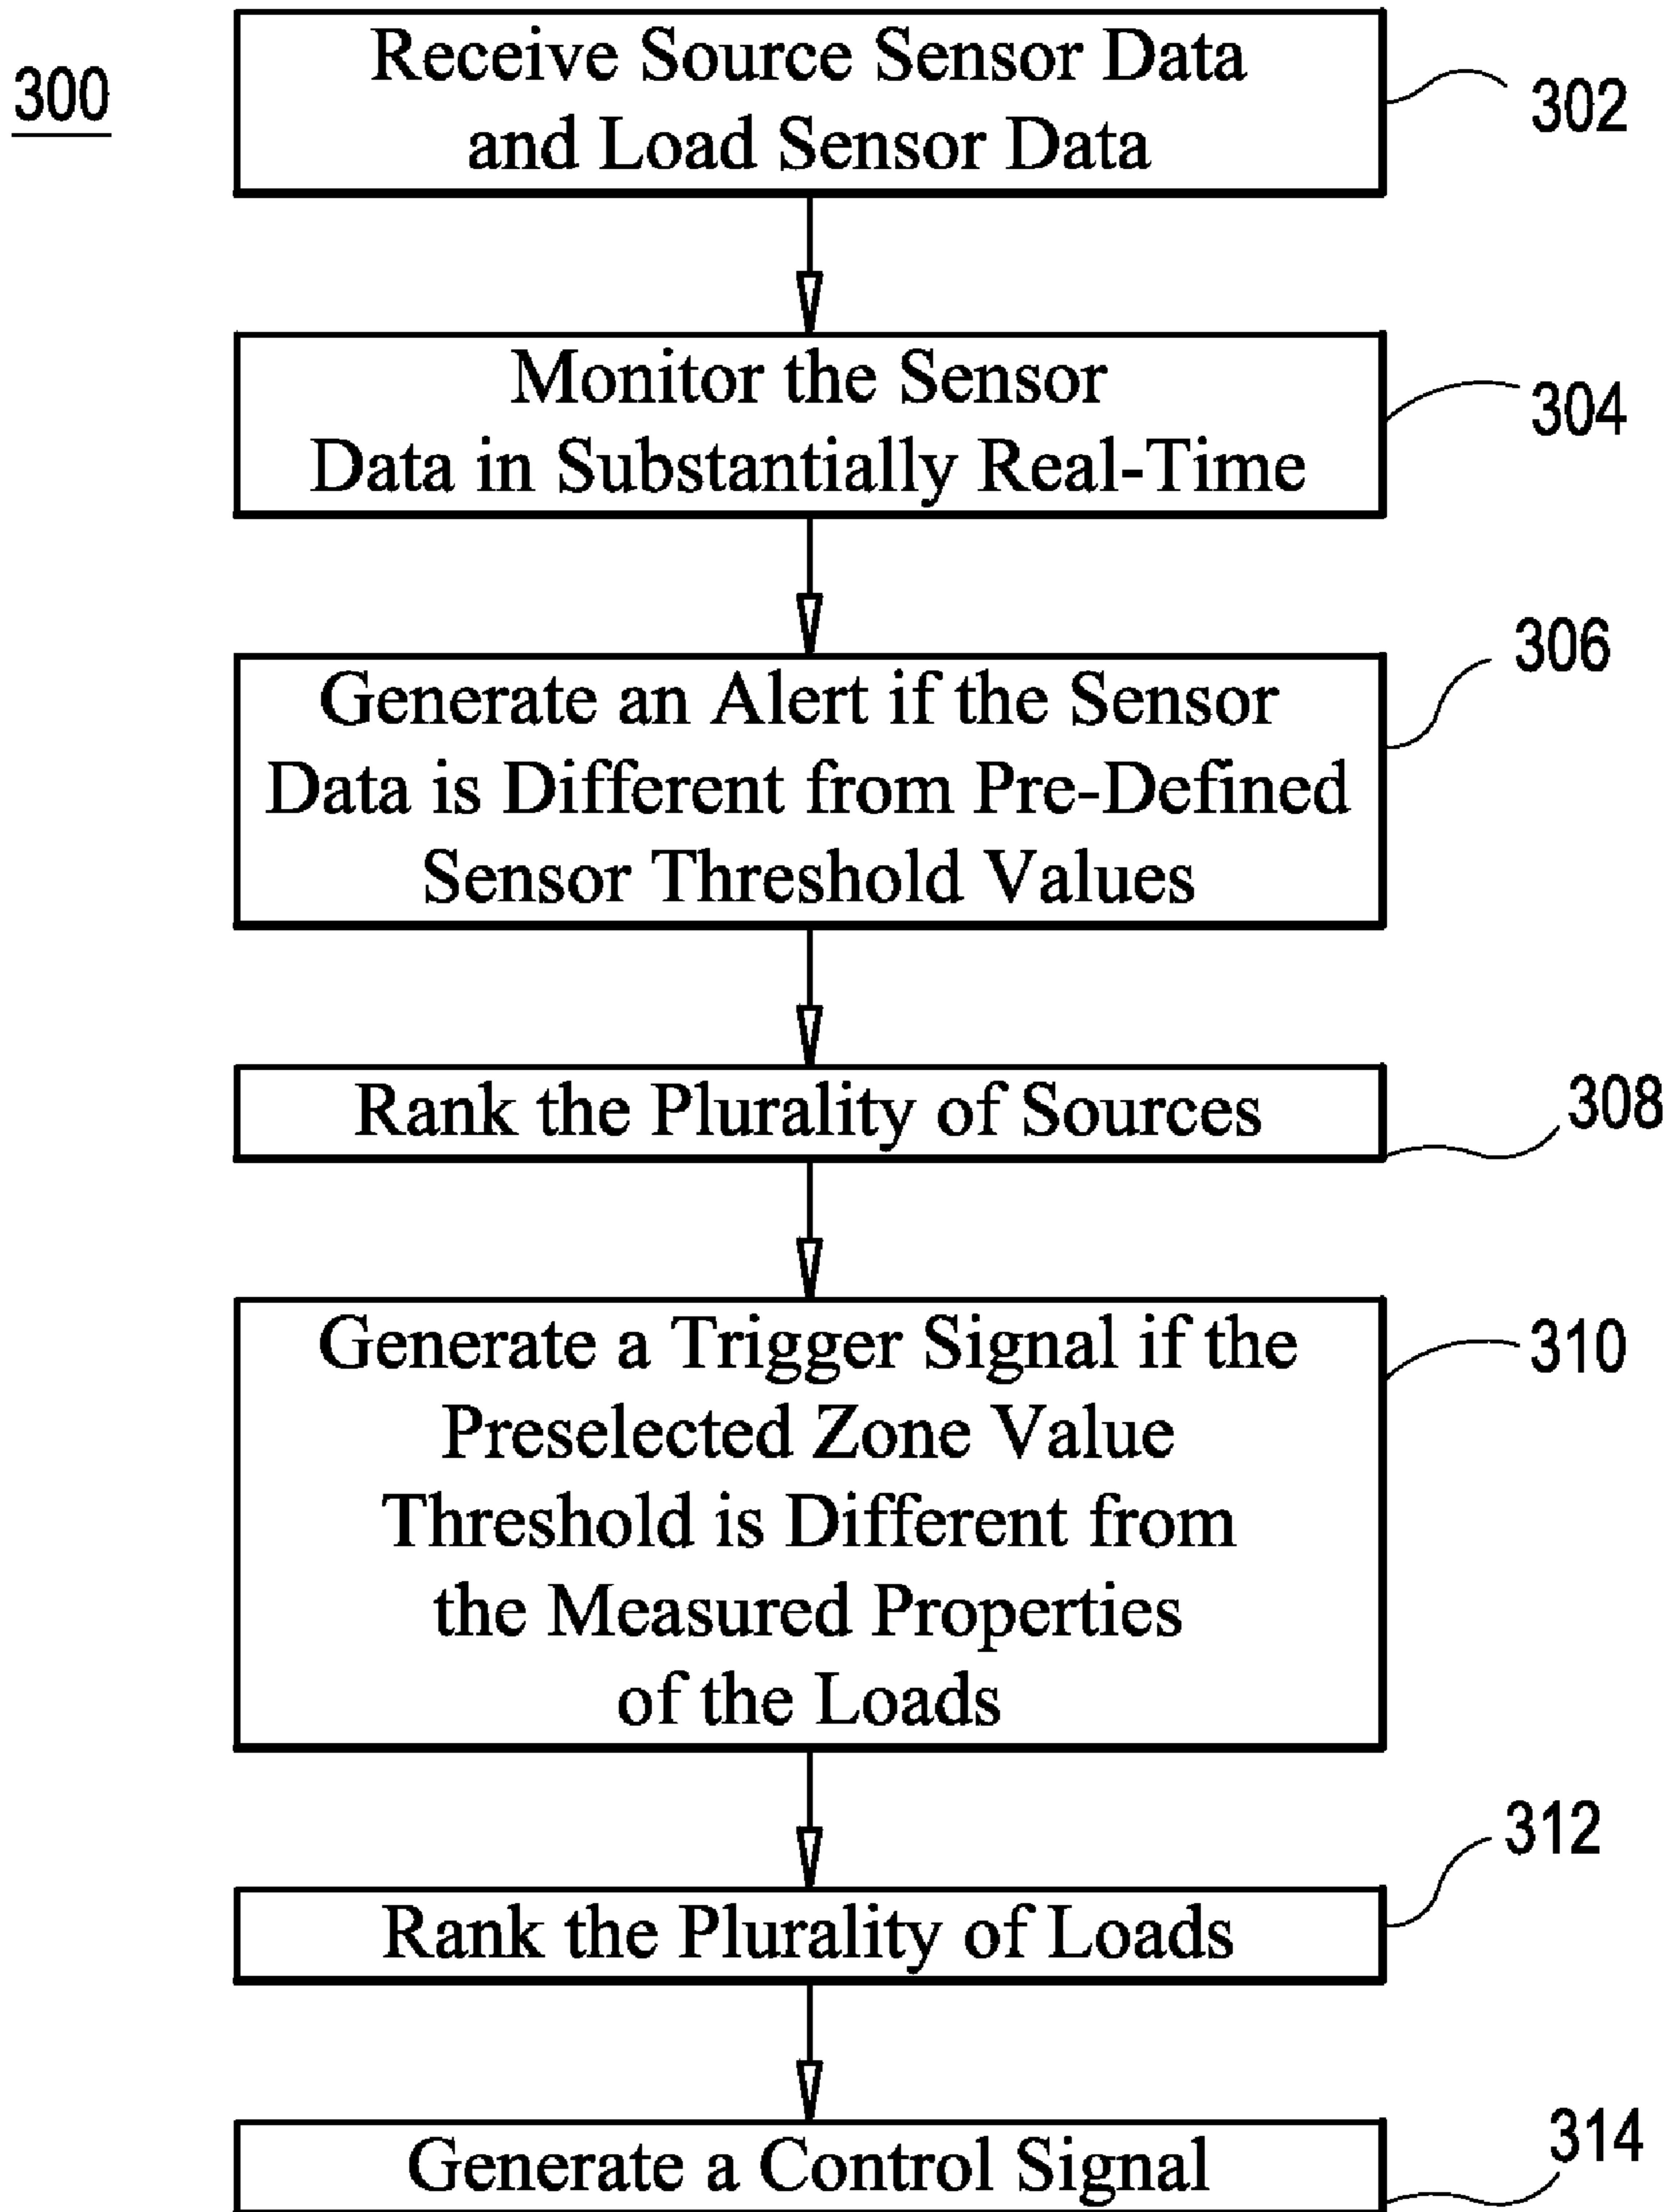 300
Receive Source Sensor Data
and Load Sensor Data
302
Monitor the Sensor
Data in Substantially Real-Time
304
Generate an Alert if the Sensor
Data is Different from Pre-Defined
Sensor Threshold Values
306
Rank the Plurality of Sources
308
Generate a Trigger Signal if the
Preselected Zone Value
Threshold is Different from
the Measured Properties
of the Loads
310
Rank the Plurality of Loads
312
Generate a Control Signal
314